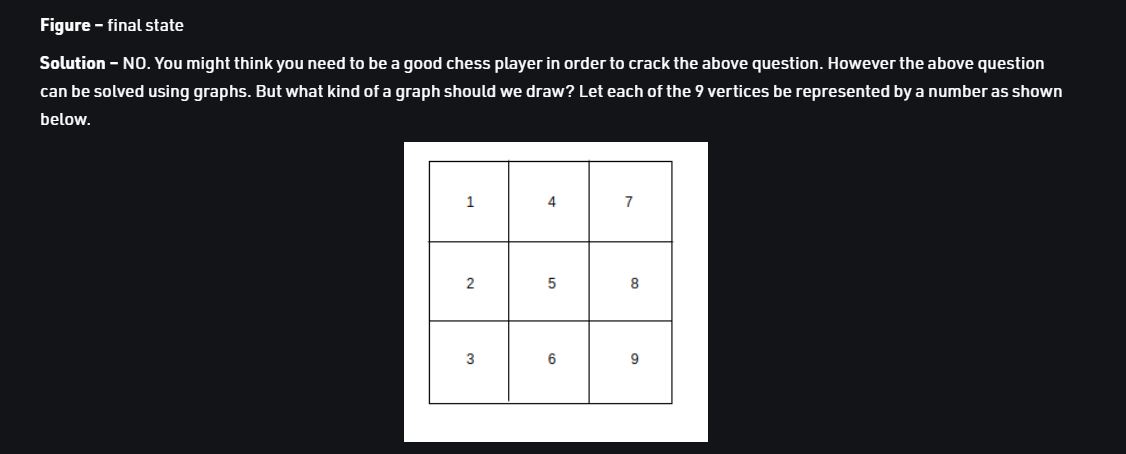 Figure – final state
Solution – NO. You might think you need to be a good chess player in order to crack the above question. However the above question
can be solved using graphs. But what kind of a graph should we draw? Let each of the 9 vertices be represented by a number as shown
below.
1 4 7
2 5 8
3 6 9